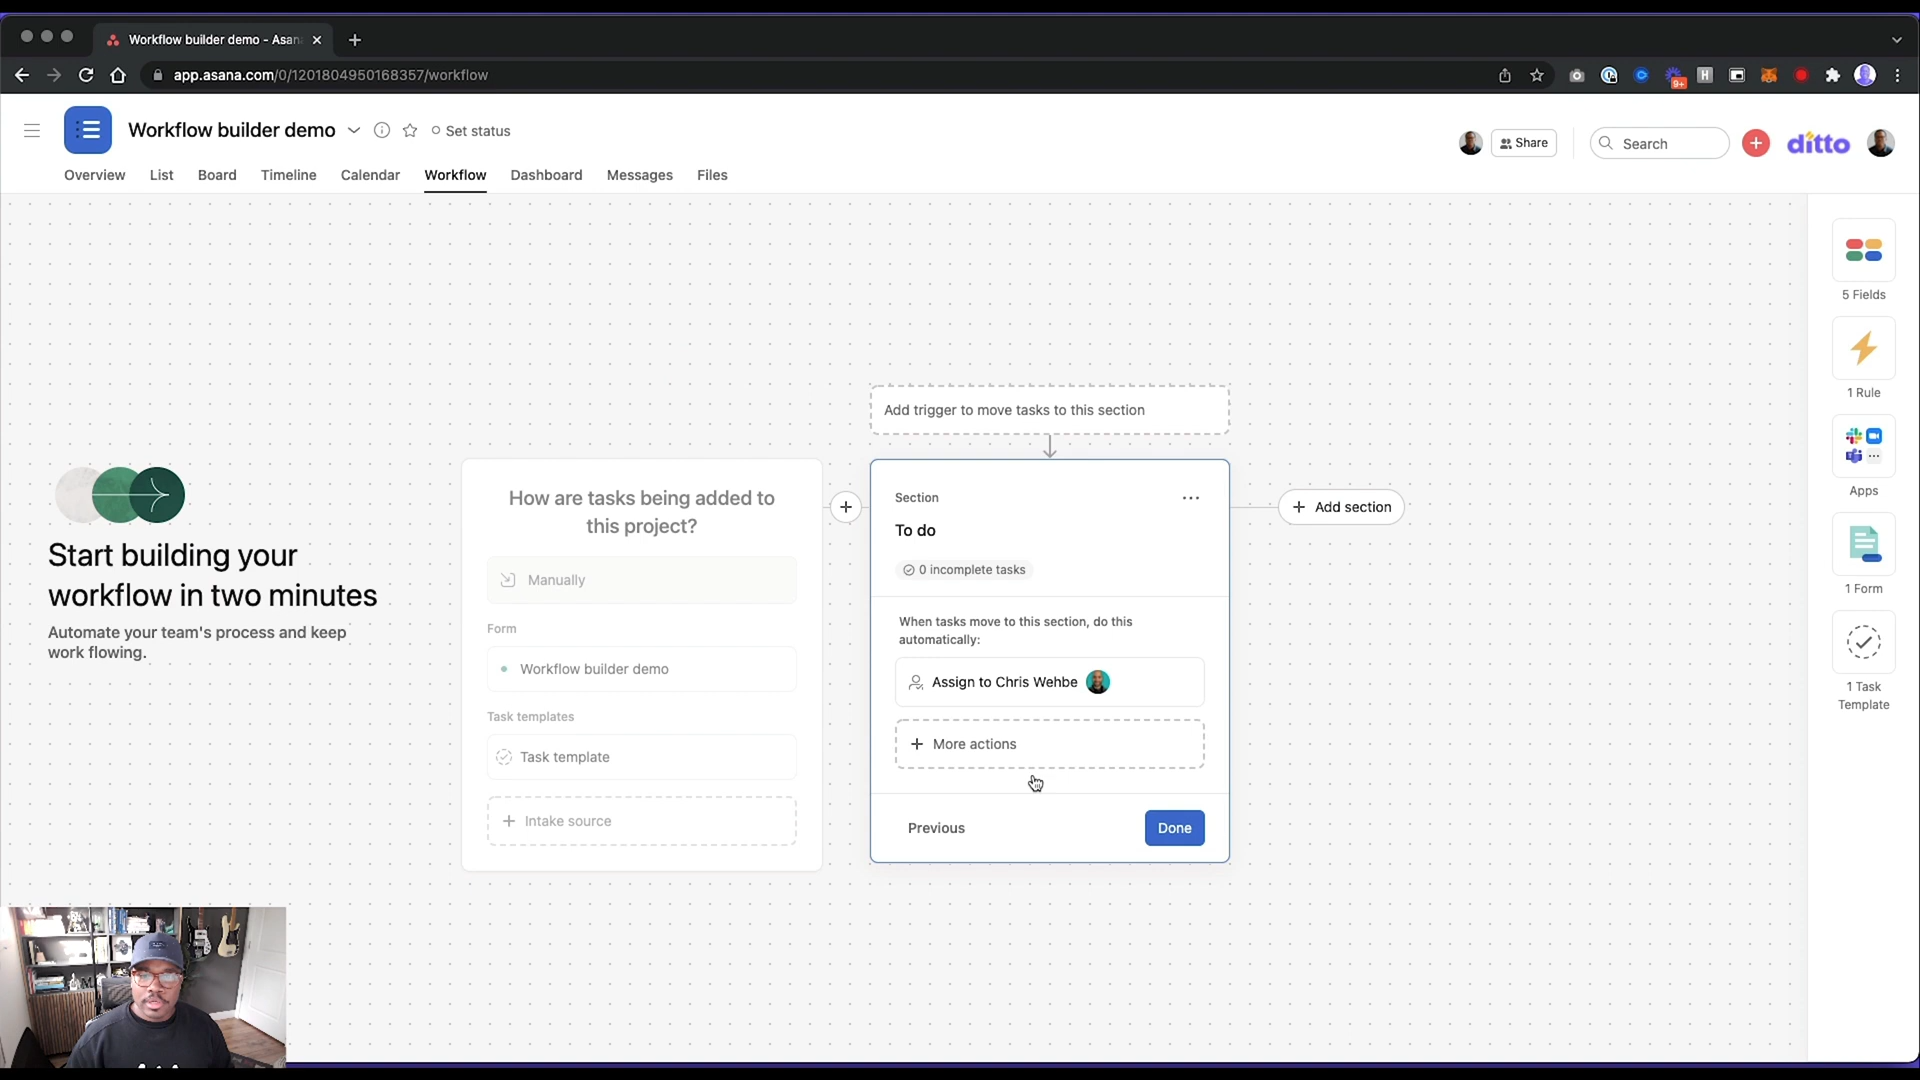 Workflow builder demo - Asan
app.asana.com/0/1201804950168357/workflow
9+
H
Workflow builder demo
Set status
Share
Search
ditto
Overview
List
Board
Timeline
Calendar
Workflow
Dashboard
Messages
Files
Start building your
workflow in two minutes
Automate your team's process and keep
work flowing.
How are tasks being added to
this project?
Manually
Form
Workflow builder demo
Task templates
Task template
+ Intake source
Add trigger to move tasks to this section
Section
To do
0 incomplete tasks
When tasks move to this section, do this
automatically:
Assign to Chris Wehbe
+ More actions
Previous
Done
+ Add section
5 Fields
1 Rule
Apps
1 Form
1 Task
Template